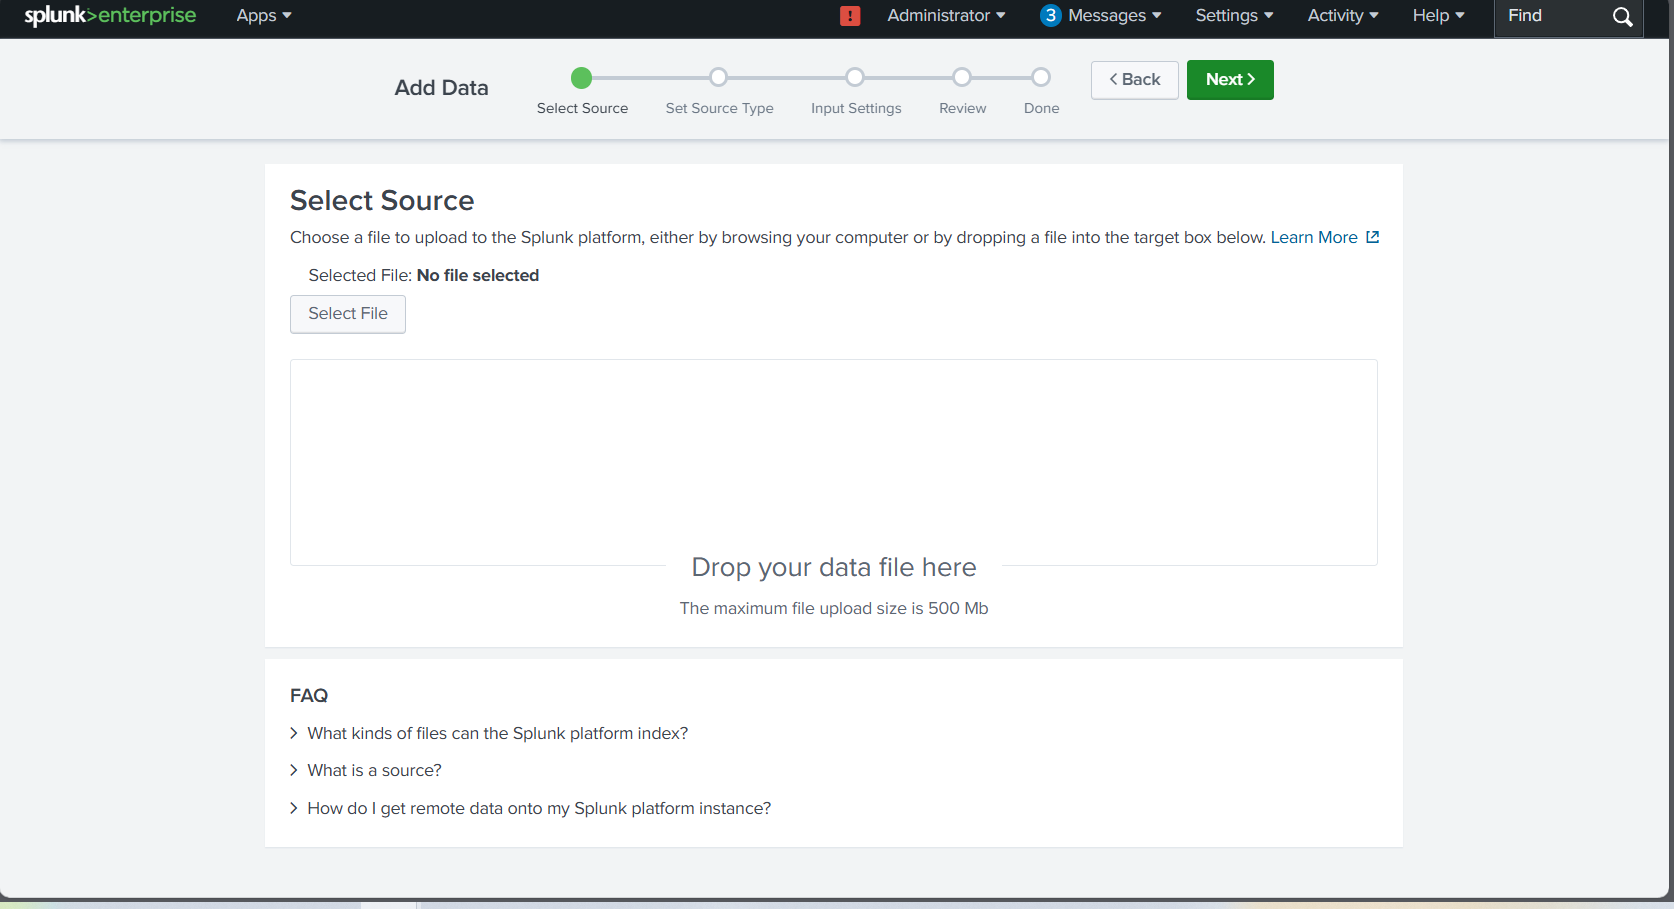 splunk>enterprise Apps ! Administrator 3 Messages Settings Activity Help Find
Add Data
Select Source Set Source Type Input Settings Review Done
Back Next
Select Source
Choose a file to upload to the Splunk platform, either by browsing your computer or by dropping a file into the target box below. Learn More
Selected File: No file selected
Select File
Drop your data file here
The maximum file upload size is 500 Mb
FAQ
What kinds of files can the Splunk platform index?
What is a source?
How do I get remote data onto my Splunk platform instance?